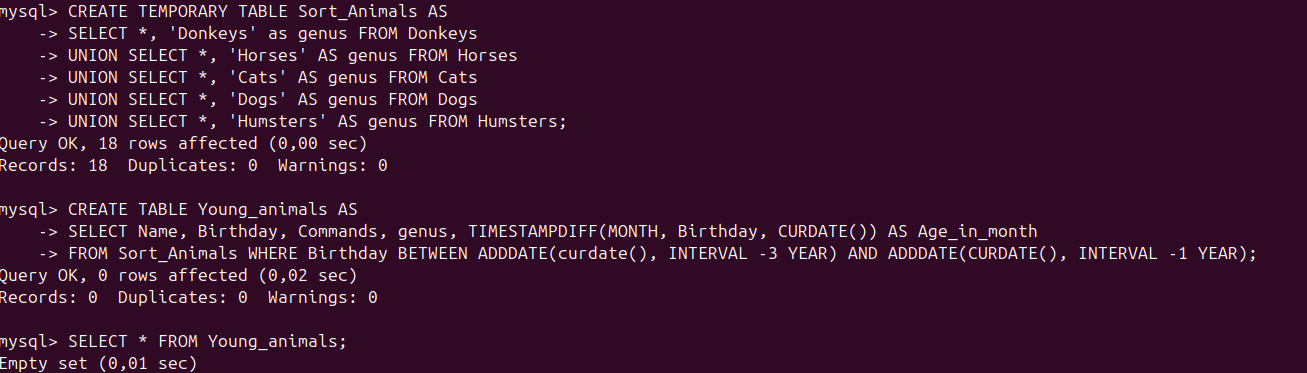 mysql> CREATE TEMPORARY TABLE Sort_Animals AS
    -> SELECT *, 'Donkeys' as genus FROM Donkeys
    -> UNION SELECT *, 'Horses' AS genus FROM Horses
    -> UNION SELECT *, 'Cats' AS genus FROM Cats
    -> UNION SELECT *, 'Dogs' AS genus FROM Dogs
    -> UNION SELECT *, 'Humsters' AS genus FROM Humsters;
Query OK, 18 rows affected (0,00 sec)
Records: 18  Duplicates: 0  Warnings: 0

mysql> CREATE TABLE Young_animals AS
    -> SELECT Name, Birthday, Commands, genus, TIMESTAMPDIFF(MONTH, Birthday, CURDATE()) AS Age_in_month
    -> FROM Sort_Animals WHERE Birthday BETWEEN ADDDATE(curdate(), INTERVAL -3 YEAR) AND ADDDATE(CURDATE(), INTERVAL -1 YEAR);
Query OK, 0 rows affected (0,02 sec)
Records: 0  Duplicates: 0  Warnings: 0

mysql> SELECT * FROM Young_animals;
Empty set (0,01 sec)